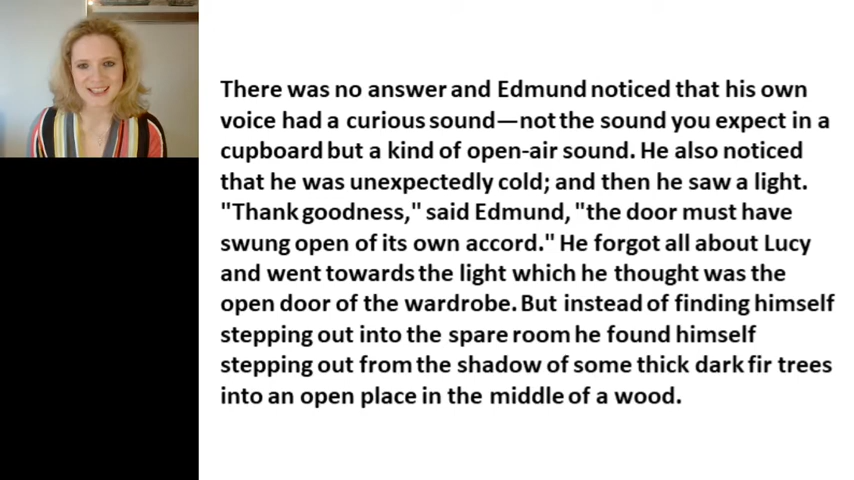 There was no answer and Edmund noticed that his own
voice had a curious sound—not the sound you expect in a
cupboard but a kind of open-air sound. He also noticed
that he was unexpectedly cold; and then he saw a light.
"Thank goodness," said Edmund, "the door must have
swung open of its own accord." He forgot all about Lucy
and went towards the light which he thought was the
open door of the wardrobe. But instead of finding himself
stepping out into the spare room he found himself
stepping out from the shadow of some thick dark fir trees
into an open place in the middle of a wood.